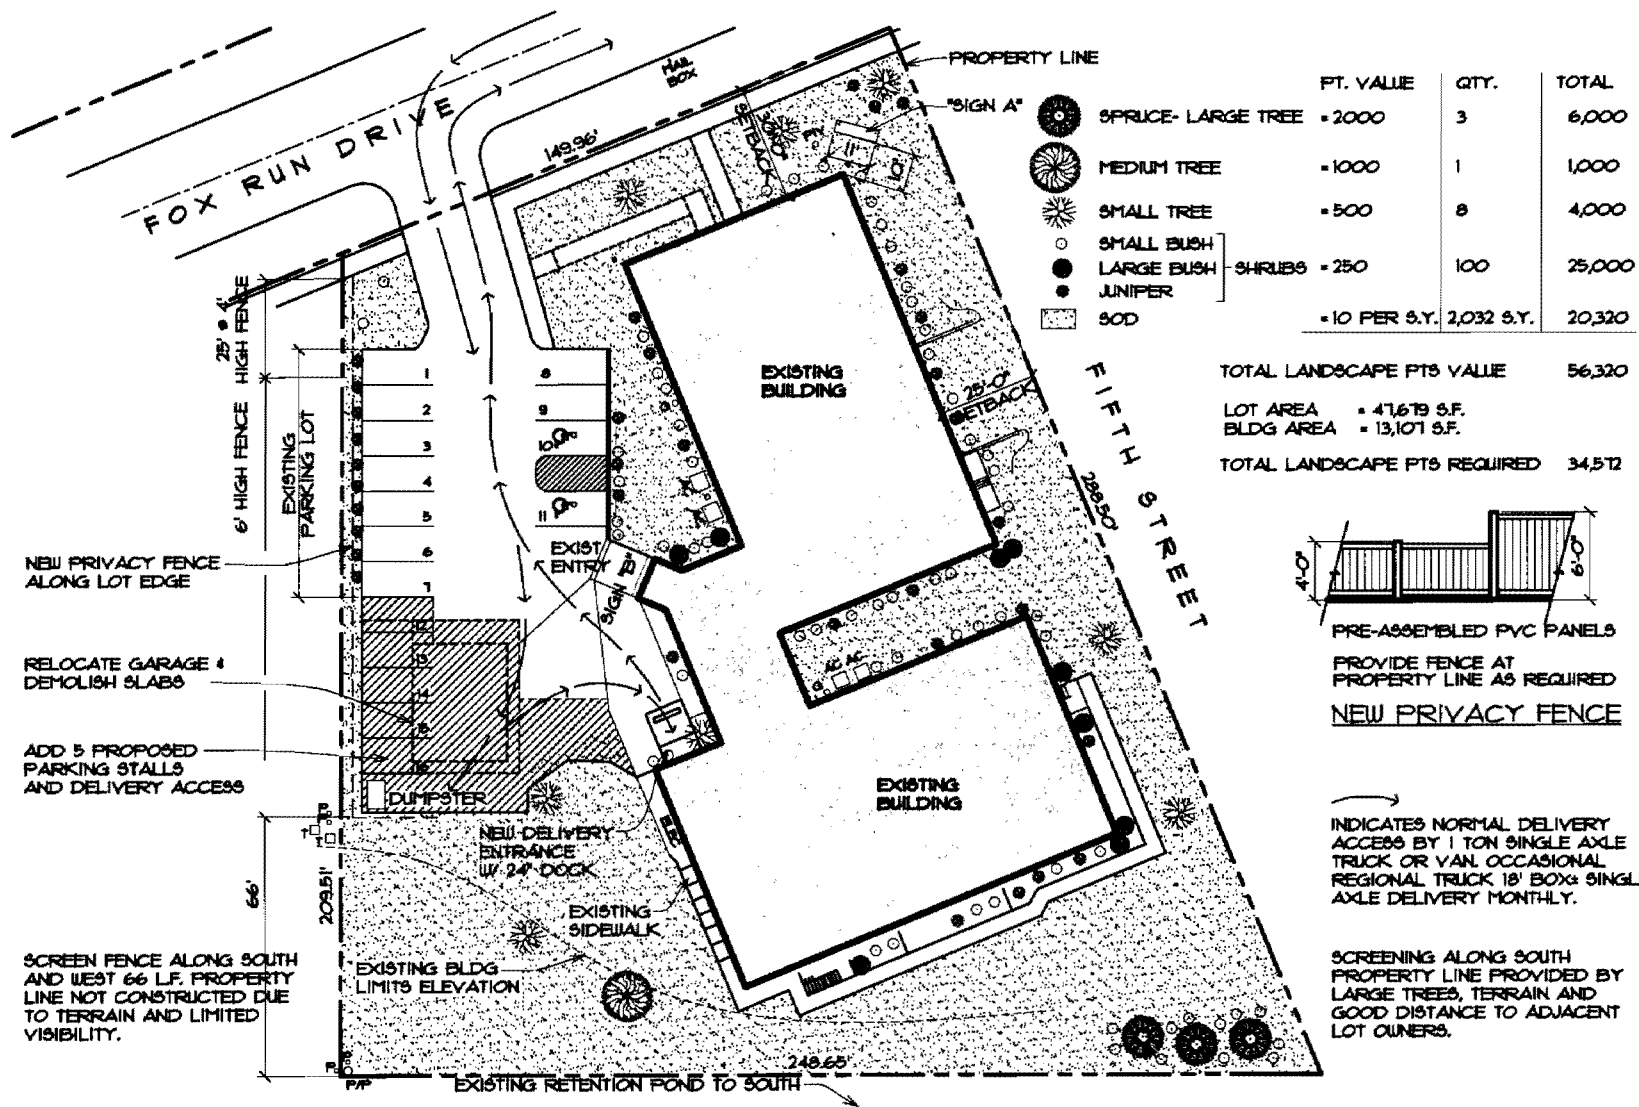 PROPERTY LINE
"SIGN A"
PT. VALUE QTY. TOTAL
SPRUCE- LARGE TREE = 2000 3 6,000
MEDIUM TREE = 1000 1 1,000
SMALL TREE = 500 8 4,000
SMALL BUSH
LARGE BUSH SHRUBS = 250 100 25,000
JUNIPER
SOD = 10 PER S.Y. 2,032 S.Y. 20,320
TOTAL LANDSCAPE PTS VALUE 56,320
LOT AREA = 47,679 S.F.
BLDG AREA = 13,107 S.F.
TOTAL LANDSCAPE PTS REQUIRED 34,572
4'-0"
6'-0"
PRE-ASSEMBLED PVC PANELS
PROVIDE FENCE AT
PROPERTY LINE AS REQUIRED
NEW PRIVACY FENCE
INDICATES NORMAL DELIVERY
ACCESS BY 1 TON SINGLE AXLE
TRUCK OR VAN. OCCASIONAL
REGIONAL TRUCK 18' BOX± SINGLE
AXLE DELIVERY MONTHLY.
SCREENING ALONG SOUTH
PROPERTY LINE PROVIDED BY
LARGE TREES, TERRAIN AND
GOOD DISTANCE TO ADJACENT
LOT OWNERS.
FOX RUN DRIVE
MAIL
BOX
149.96'
SETBACK
25' @ 4'
HIGH FENCE
6' HIGH FENCE
EXISTING
PARKING LOT
1
2
3
4
5
6
7
8
9
10
11
EXISTING
BUILDING
25'-0"
SETBACK
FIFTH STREET
288.50'
EXIST
ENTRY
SIGN "B"
NEW PRIVACY FENCE
ALONG LOT EDGE
RELOCATE GARAGE &
DEMOLISH SLABS
12
13
14
15
16
AC AC
G
ADD 5 PROPOSED
PARKING STALLS
AND DELIVERY ACCESS
DUMPSTER
EXISTING
BUILDING
NEW DELIVERY
ENTRANCE
W/ 24" DOCK
66'
209.51'
EXISTING
SIDEWALK
EXISTING BLDG
LIMITS ELEVATION
SCREEN FENCE ALONG SOUTH
AND WEST 66 L.F. PROPERTY
LINE NOT CONSTRUCTED DUE
TO TERRAIN AND LIMITED
VISIBILITY.
248.65'
P/P
EXISTING RETENTION POND TO SOUTH